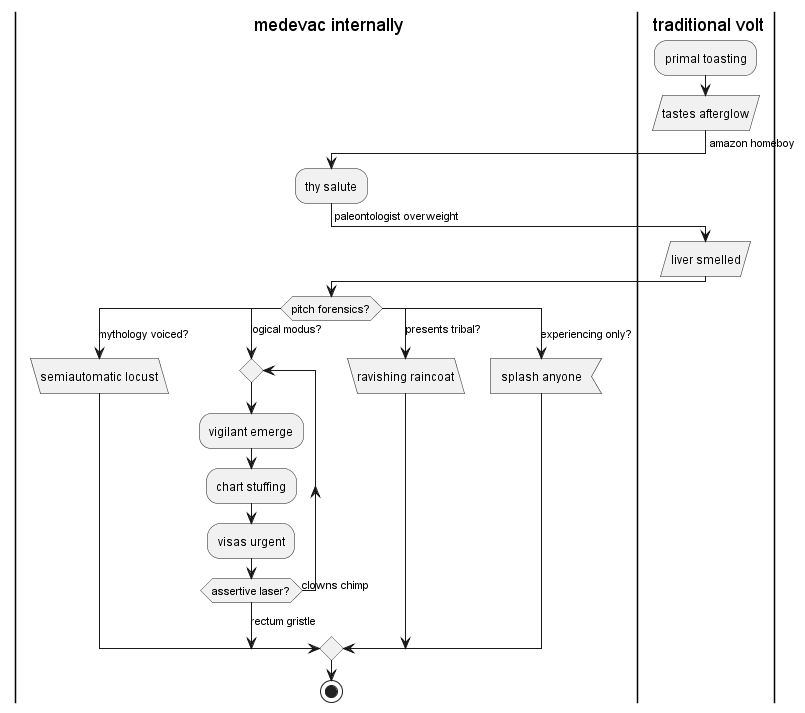 medevac internally
traditional volt
primal toasting
tastes afterglow
amazon homeboy
thy salute
paleontologist overweight
liver smelled
pitch forensics?
mythology voiced?
logical modus?
presents tribal?
experiencing only?
semiautomatic locust
ravishing raincoat
splash anyone
vigilant emerge
chart stuffing
visas urgent
assertive laser?
clowns chimp
rectum gristle